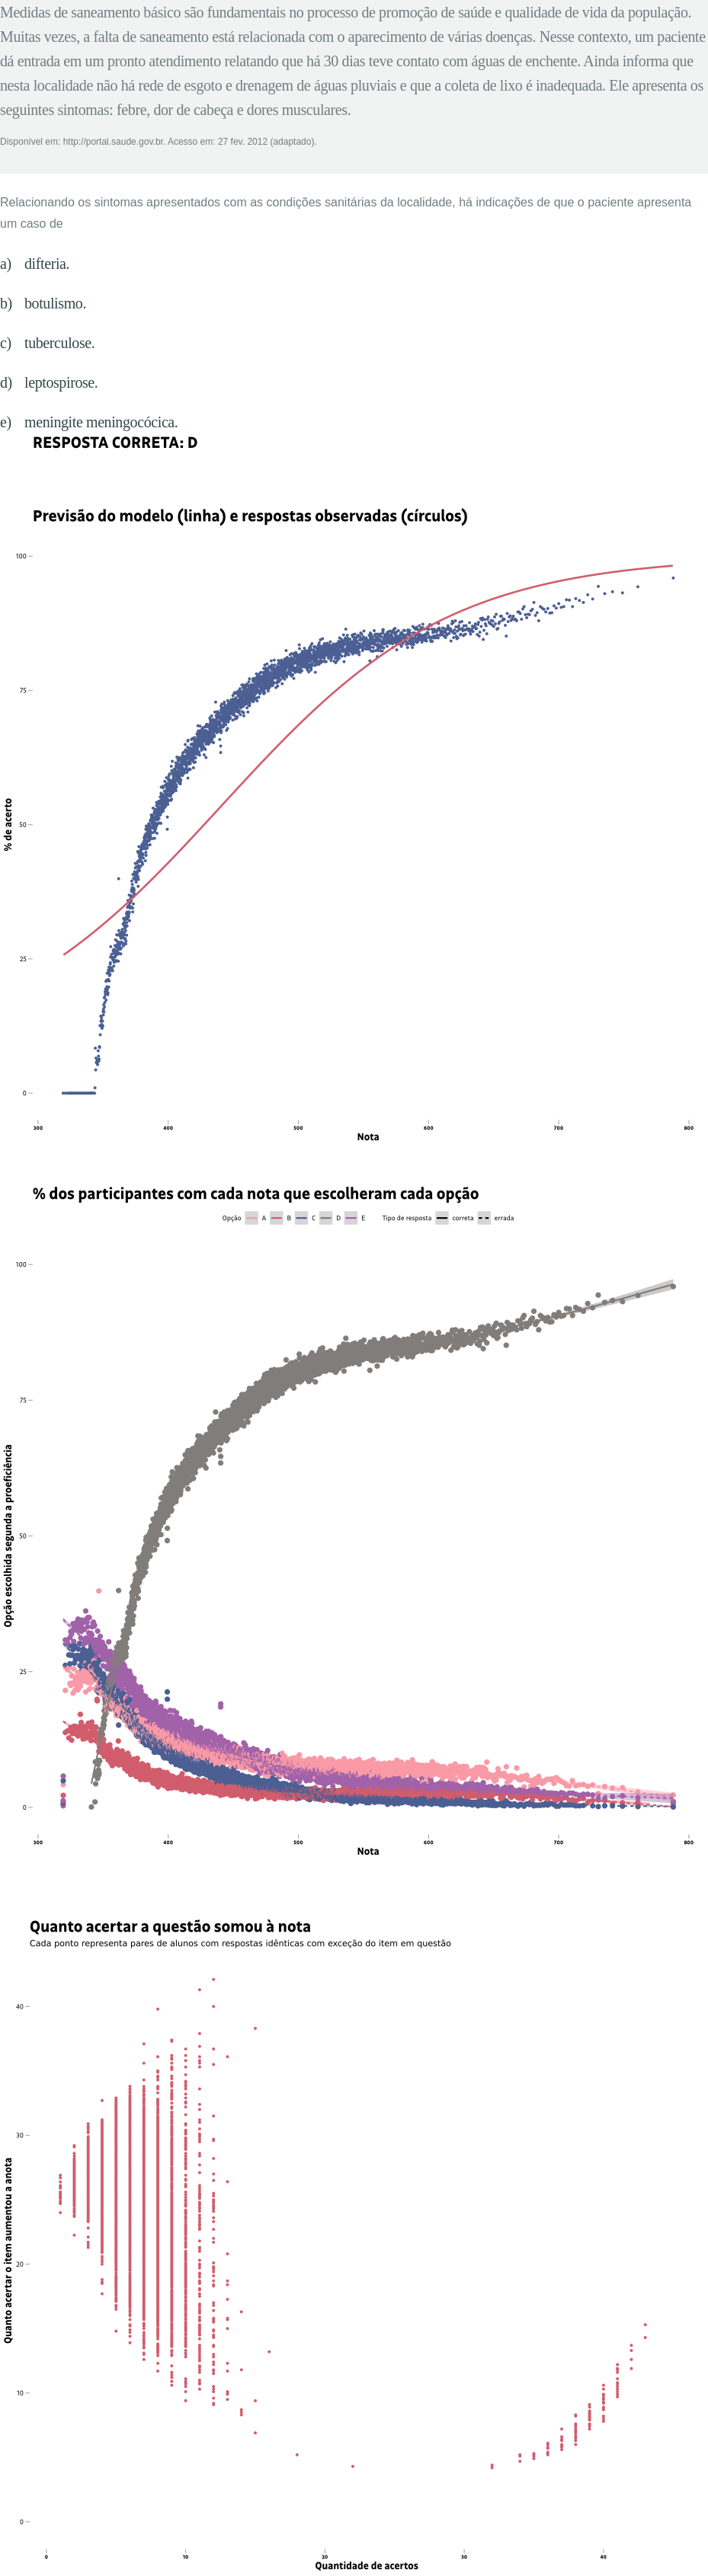 Medidas de saneamento básico são fundamentais no processo de promoção de saúde e qualidade de vida da população.
Muitas vezes, a falta de saneamento está relacionada com o aparecimento de várias doenças. Nesse contexto, um paciente
dá entrada em um pronto atendimento relatando que há 30 dias teve contato com águas de enchente. Ainda informa que
nesta localidade não há rede de esgoto e drenagem de águas pluviais e que a coleta de lixo é inadequada. Ele apresenta os
seguintes sintomas: febre, dor de cabeça e dores musculares.
Disponível em: http://portal.saude.gov.br. Acesso em: 27 fev. 2012 (adaptado).
Relacionando os sintomas apresentados com as condições sanitárias da localidade, há indicações de que o paciente apresenta
um caso de
a) difteria.
b) botulismo.
c) tuberculose.
d) leptospirose.
e) meningite meningocócica.
RESPOSTA CORRETA: D
Previsão do modelo (linha) e respostas observadas (círculos)
100
75
50
25
0
% de acerto
300 400 500 600 700 800
Nota
% dos participantes com cada nota que escolheram cada opção
Opção A B C D E Tipo de resposta correta errada
100
75
50
25
0
Opção escolhida segunda a proeficiência
300 400 500 600 700 800
Nota
Quanto acertar a questão somou à nota
Cada ponto representa pares de alunos com respostas idênticas com exceção do item em questão
40
30
20
10
0
Quanto acertar o item aumentou a anota
0 10 20 30 40
Quantidade de acertos